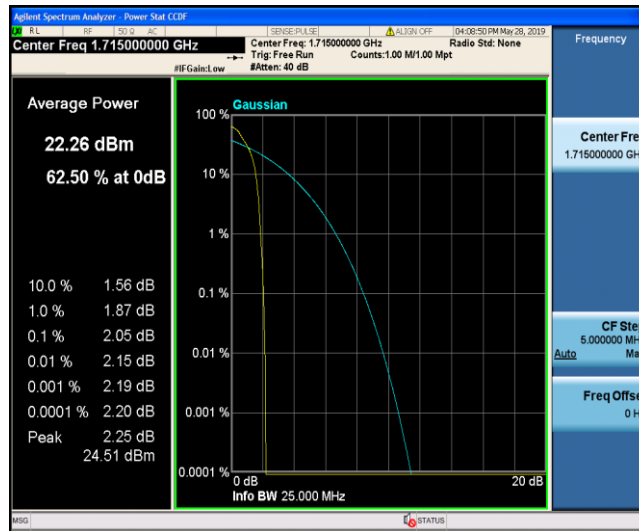 Agilent Spectrum Analyzer - Power Stat CCDF
RL RF 50 Ω AC SENSE:PULSE ALIGN OFF 04:08:50 PM May 28, 2019
Center Freq 1.715000000 GHz
Center Freq: 1.715000000 GHz Radio Std: None
Trig: Free Run Counts:1.00 M/1.00 Mpt
#IFGain:Low #Atten: 40 dB
Frequency
Average Power
22.26 dBm
62.50 % at 0dB
10.0 % 1.56 dB
1.0 % 1.87 dB
0.1 % 2.05 dB
0.01 % 2.15 dB
0.001 % 2.19 dB
0.0001 % 2.20 dB
Peak 2.25 dB
24.51 dBm
Gaussian
100 %
10 %
1 %
0.1 %
0.01 %
0.001 %
0.0001 %
0 dB 20 dB
Info BW 25.000 MHz
Center Fre
1.715000000 GH
CF Ste
5.000000 MH
Auto Ma
Freq Offse
0 H
MSG STATUS